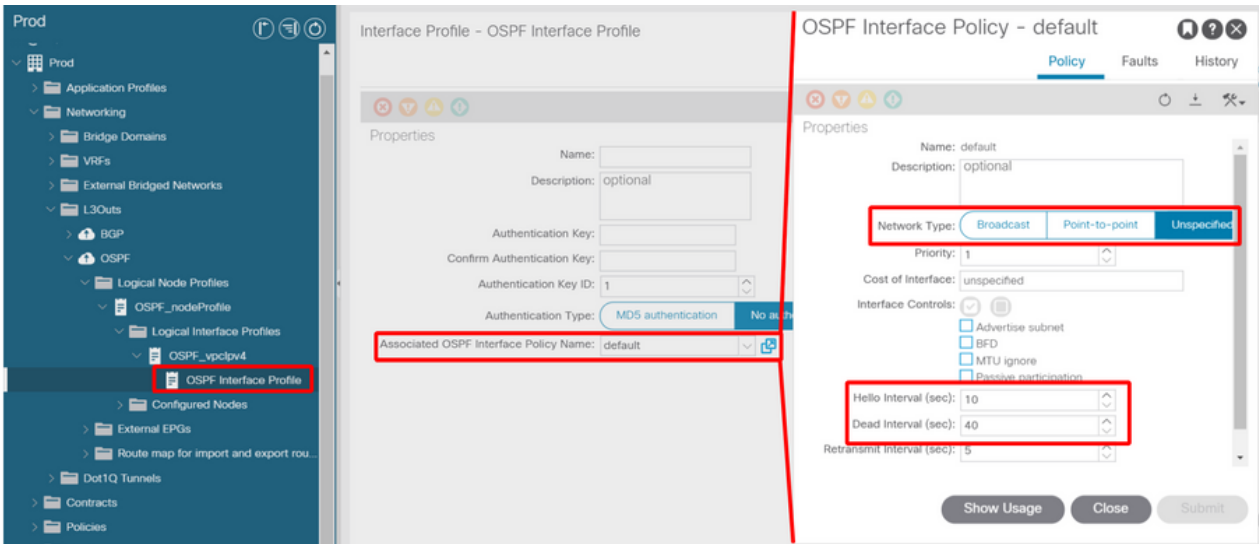 Prod
Prod
Application Profiles
Networking
Bridge Domains
VRFs
External Bridged Networks
L3Outs
BGP
OSPF
Logical Node Profiles
OSPF_nodeProfile
Logical Interface Profiles
OSPF_vpcIpv4
OSPF Interface Profile
Configured Nodes
External EPGs
Route map for import and export rou...
Dot1Q Tunnels
Contracts
Policies
Interface Profile - OSPF Interface Profile
Properties
Name:
Description: optional
Authentication Key:
Confirm Authentication Key:
Authentication Key ID: 1
Authentication Type: MD5 authentication No auth
Associated OSPF Interface Policy Name: default
OSPF Interface Policy - default
Policy Faults History
Properties
Name: default
Description: optional
Network Type: Broadcast Point-to-point Unspecified
Priority: 1
Cost of Interface: unspecified
Interface Controls:
Advertise subnet
BFD
MTU ignore
Passive participation
Hello Interval (sec): 10
Dead Interval (sec): 40
Retransmit Interval (sec): 5
Show Usage Close Submit